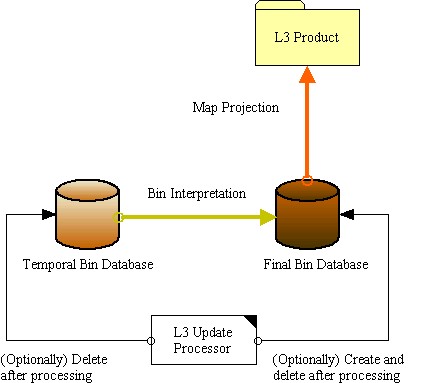 L3 Product
Map Projection
Bin Interpretation
Temporal Bin Database
Final Bin Database
L3 Update
Processor
(Optionally) Delete
after processing
(Optionally) Create and
delete after processing